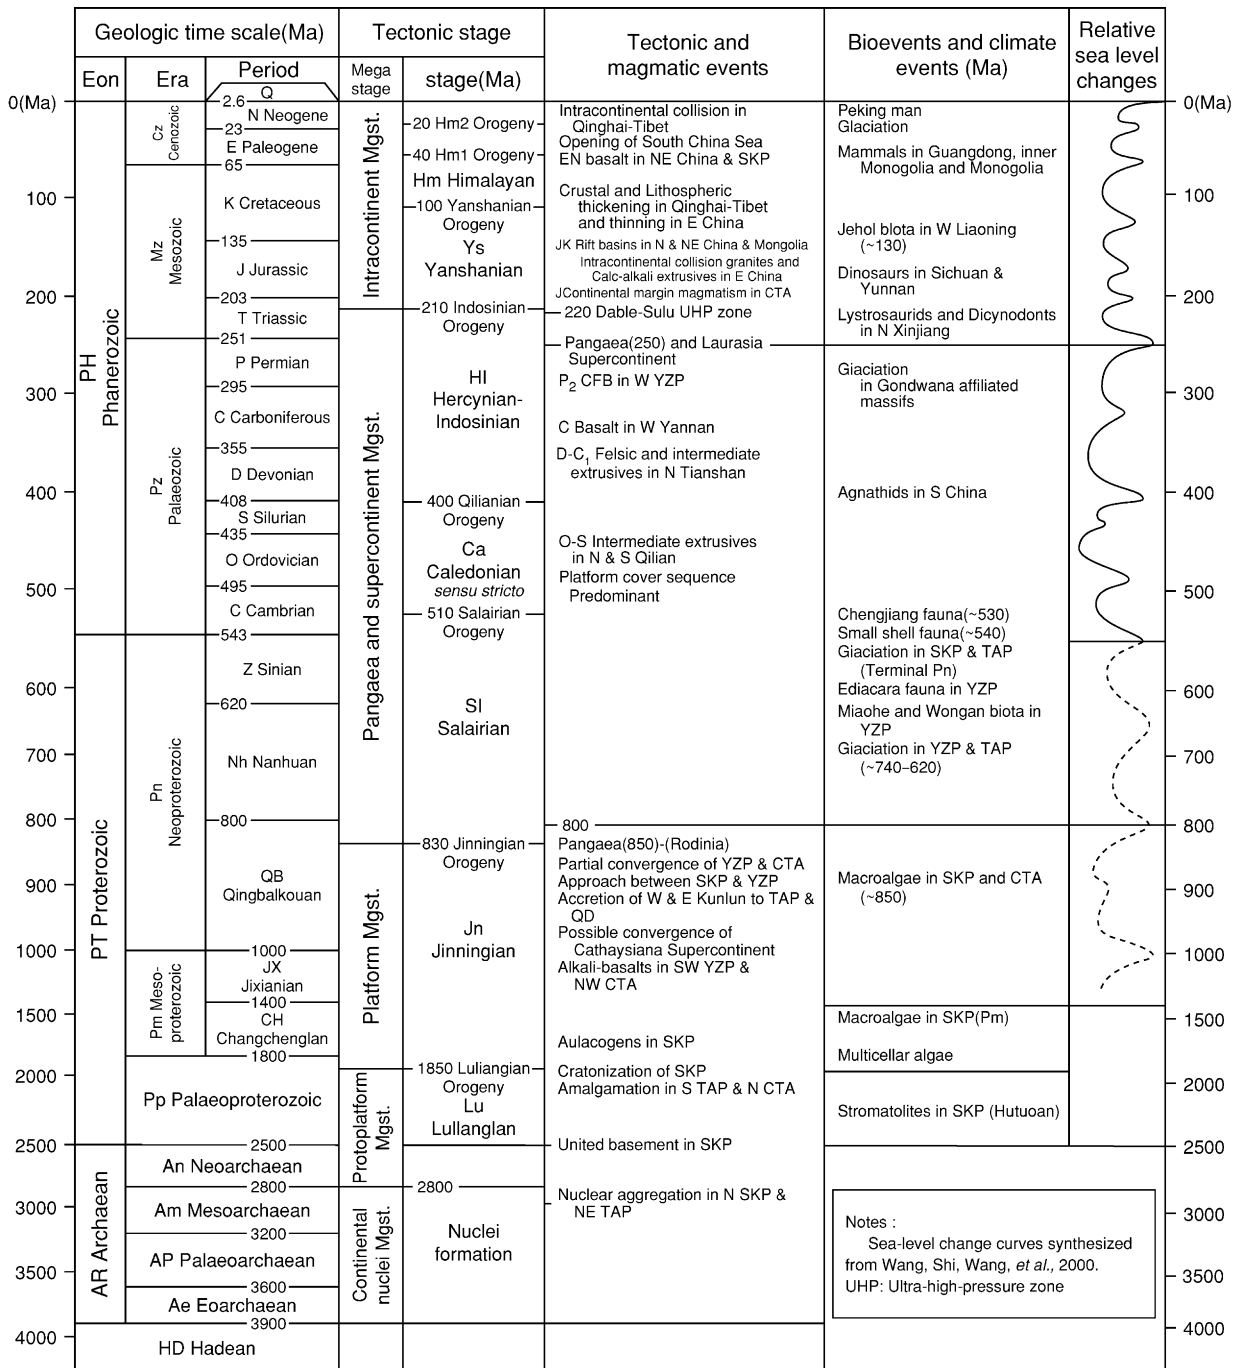 Geologic time scale(Ma)
Tectonic stage
Tectonic and
magmatic events
Bioevents and climate
events (Ma)
Relative
sea level
changes
Eon
Era
Period
Mega
stage
stage(Ma)
0(Ma)
100
200
300
400
500
600
700
800
900
1000
1500
2000
2500
3000
3500
4000
PH
Phanerozoic
PT Proterozoic
AR Archaean
Cz
Cenozoic
Mz
Mesozoic
Pz
Palaeozoic
Pn
Neoproterozoic
Pm Meso-
proterozoic
Q
2.6
N Neogene
23
E Paleogene
65
K Cretaceous
135
J Jurassic
203
T Triassic
251
P Permian
295
C Carboniferous
355
D Devonian
408
S Silurian
435
O Ordovician
495
C Cambrian
543
Z Sinian
620
Nh Nanhuan
800
QB
Qingbalkouan
1000
JX
Jixianian
1400
CH
Changchenglan
1800
Pp Palaeoproterozoic
2500
An Neoarchaean
2800
Am Mesoarchaean
3200
AP Palaeoarchaean
3600
Ae Eoarchaean
3900
HD Hadean
Intracontinent Mgst.
Pangaea and supercontinent Mgst.
Platform Mgst.
Protoplatform
Mgst.
Continental
nuclei Mgst.
20 Hm2 Orogeny
40 Hm1 Orogeny
Hm Himalayan
100 Yanshanian
Orogeny
Ys
Yanshanian
210 Indosinian
Orogeny
HI
Hercynian-
Indosinian
400 Qilianian
Orogeny
Ca
Caledonian
sensu stricto
510 Salairian
Orogeny
SI
Salairian
830 Jinningian
Orogeny
Jn
Jinningian
1850 Luliangian
Orogeny
Lu
Lullanglan
2800
Nuclei
formation
Intracontinental collision in
Qinghai-Tibet
Opening of South China Sea
EN basalt in NE China & SKP
Crustal and Lithospheric
thickening in Qinghai-Tibet
and thinning in E China
JK Rift basins in N & NE China & Mongolia
Intracontinental collision granites and
Calc-alkali extrusives in E China
JContinental margin magmatism in CTA
220 Dable-Sulu UHP zone
Pangaea(250) and Laurasia
Supercontinent
P2 CFB in W YZP
C Basalt in W Yannan
D-C1 Felsic and intermediate
extrusives in N Tianshan
O-S Intermediate extrusives
in N & S Qilian
Platform cover sequence
Predominant
800
Pangaea(850)-(Rodinia)
Partial convergence of YZP & CTA
Approach between SKP & YZP
Accretion of W & E Kunlun to TAP &
QD
Possible convergence of
Cathaysiana Supercontinent
Alkali-basalts in SW YZP &
NW CTA
Aulacogens in SKP
Cratonization of SKP
Amalgamation in S TAP & N CTA
United basement in SKP
Nuclear aggregation in N SKP &
NE TAP
Peking man
Glaciation
Mammals in Guangdong, inner
Monogolia and Monogolia
Jehol blota in W Liaoning
(~130)
Dinosaurs in Sichuan &
Yunnan
Lystrosaurids and Dicynodonts
in N Xinjiang
Giaciation
in Gondwana affiliated
massifs
Agnathids in S China
Chengjiang fauna(~530)
Small shell fauna(~540)
Giaciation in SKP & TAP
(Terminal Pn)
Ediacara fauna in YZP
Miaohe and Wongan biota in
YZP
Giaciation in YZP & TAP
(~740–620)
Macroalgae in SKP and CTA
(~850)
Macroalgae in SKP(Pm)
Multicellar algae
Stromatolites in SKP (Hutuoan)
Notes :
Sea-level change curves synthesized
from Wang, Shi, Wang, et al., 2000.
UHP: Ultra-high-pressure zone
0(Ma)
100
200
300
400
500
600
700
800
900
1000
1500
2000
2500
3000
3500
4000